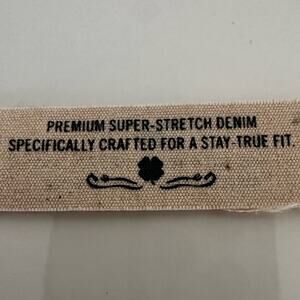 PREMIUM SUPER-STRETCH DENIM
SPECIFICALLY CRAFTED FOR A STAY-TRUE FIT.